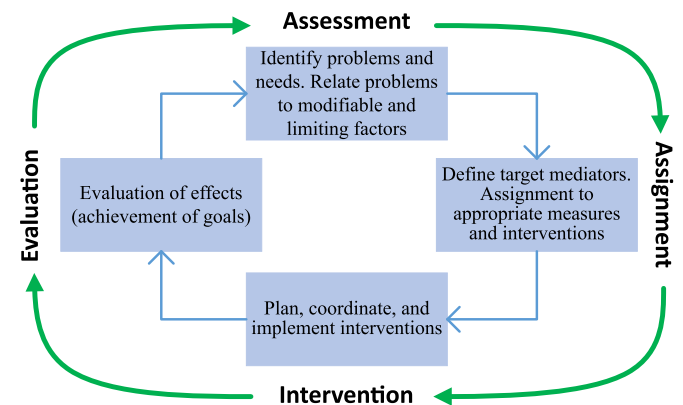 Assessment
Identify problems and
needs. Relate problems
to modifiable and
limiting factors
Assignment
Define target mediators.
Assignment to
appropriate measures
and interventions
Intervention
Plan, coordinate, and
implement interventions
Evaluation
Evaluation of effects
(achievement of goals)